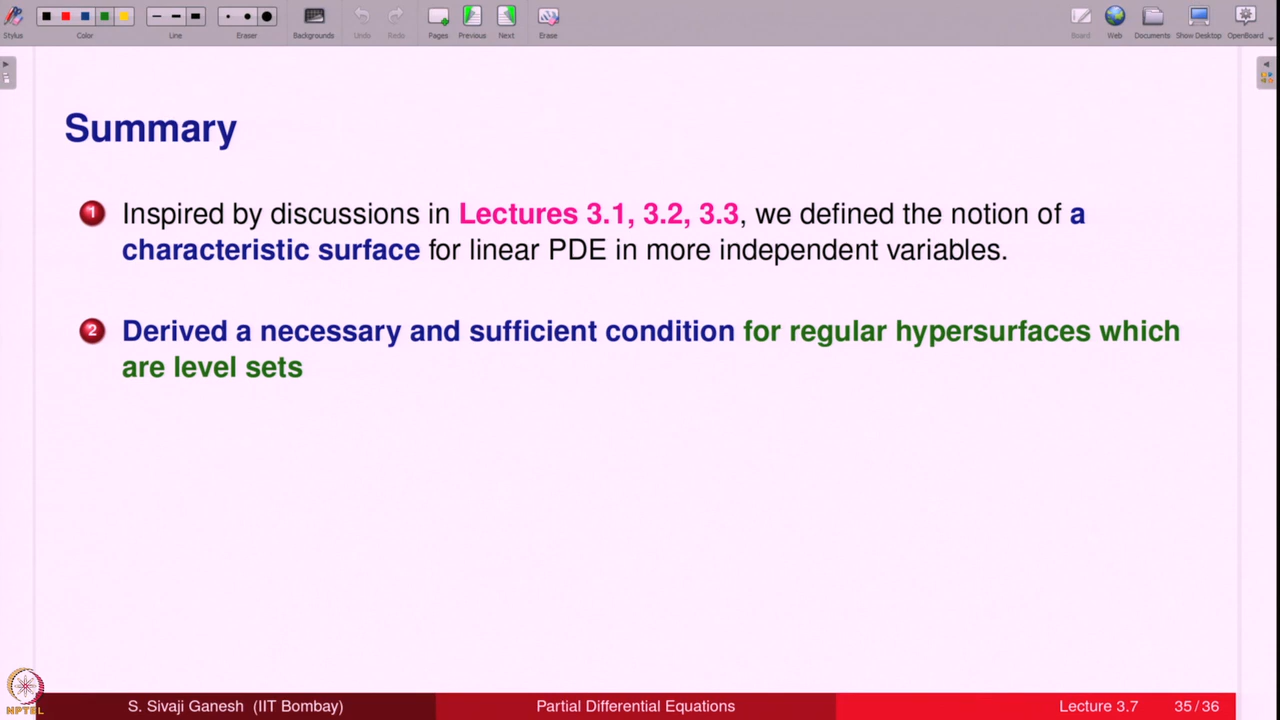 Stylus
Color
Line
Eraser
Backgrounds
Undo
Redo
Pages
Previous
Next
Erase
Board
Web
Documents
Show Desktop
OpenBoard
Summary
1 Inspired by discussions in Lectures 3.1, 3.2, 3.3, we defined the notion of a
characteristic surface for linear PDE in more independent variables.
2 Derived a necessary and sufficient condition for regular hypersurfaces which
are level sets
NPTEL
S. Sivaji Ganesh (IIT Bombay)
Partial Differential Equations
Lecture 3.7
35 / 36